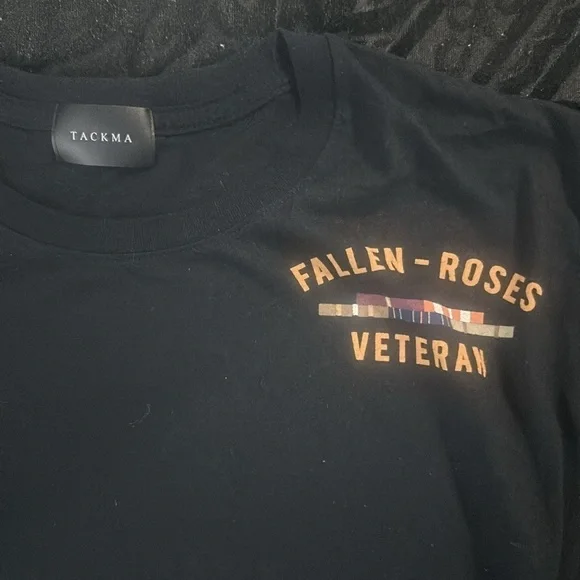 TACKMA
FALLEN - ROSES
VETERAN